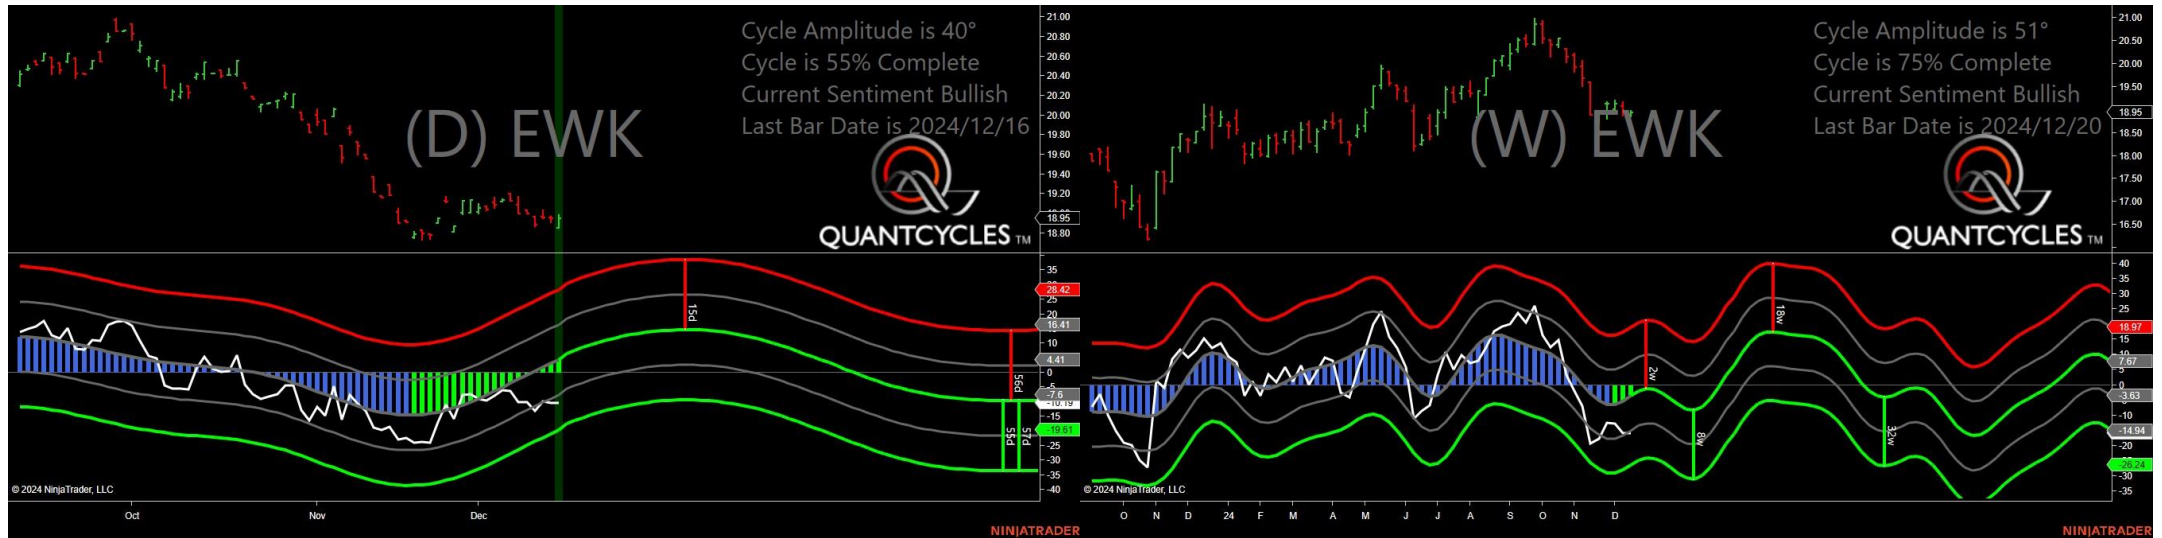 Cycle Amplitude is 40°
Cycle is 55% Complete
Current Sentiment Bullish
Last Bar Date is 2024/12/16
(D) EWK
QUANTCYCLES TM
21.00
20.80
20.60
20.40
20.20
20.00
19.80
19.60
19.40
19.20
18.95
18.80
35
28.42
25
20
16.41
10
4.41
0
-5
-7.6
-10.19
-15
-19.61
-25
-30
-35
-40
15d
56d
55d
57d
© 2024 NinjaTrader, LLC
Oct
Nov
Dec
NINJATRADER
Cycle Amplitude is 51°
Cycle is 75% Complete
Current Sentiment Bullish
Last Bar Date is 2024/12/20
(W) EWK
QUANTCYCLES TM
21.00
20.50
20.00
19.50
18.95
18.50
18.00
17.50
17.00
16.50
40
35
30
25
18.97
15
7.67
5
0
-3.63
-10
-14.94
-20
-26.24
-30
-35
2w
8w
18w
32w
© 2024 NinjaTrader, LLC
O
N
D
24
F
M
A
M
J
J
A
S
O
N
D
NINJATRADER